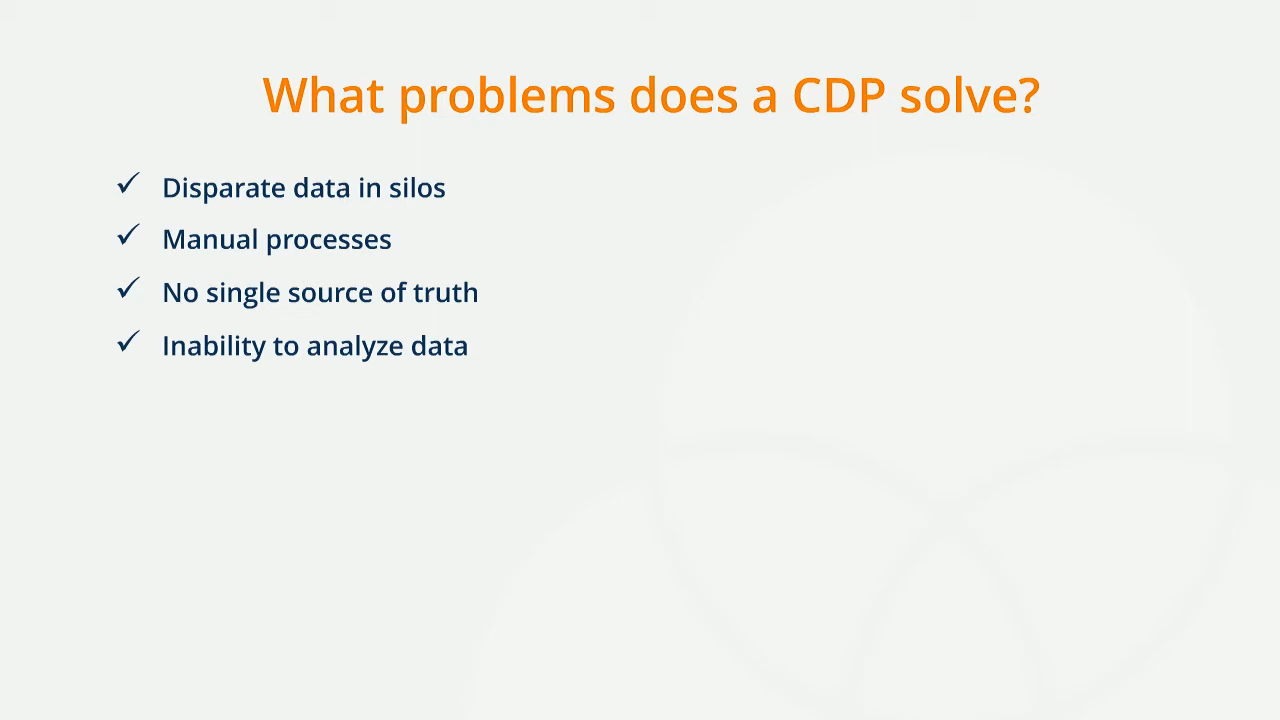 What problems does a CDP solve?
✓ Disparate data in silos
✓ Manual processes
✓ No single source of truth
✓ Inability to analyze data